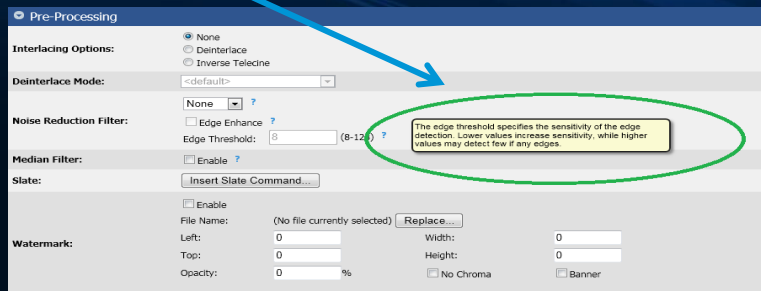 Pre-Processing
Interlacing Options:
None
Deinterlace
Inverse Telecine
Deinterlace Mode:
<default>
Noise Reduction Filter:
None ?
Edge Enhance ?
Edge Threshold: 8 (8-128) ?
The edge threshold specifies the sensitivity of the edge
detection. Lower values increase sensitivity, while higher
values may detect few if any edges.
Median Filter: Enable ?
Slate: Insert Slate Command...
Watermark:
Enable
File Name: (No file currently selected) Replace...
Left: 0 Width: 0
Top: 0 Height: 0
Opacity: 0 % No Chroma Banner